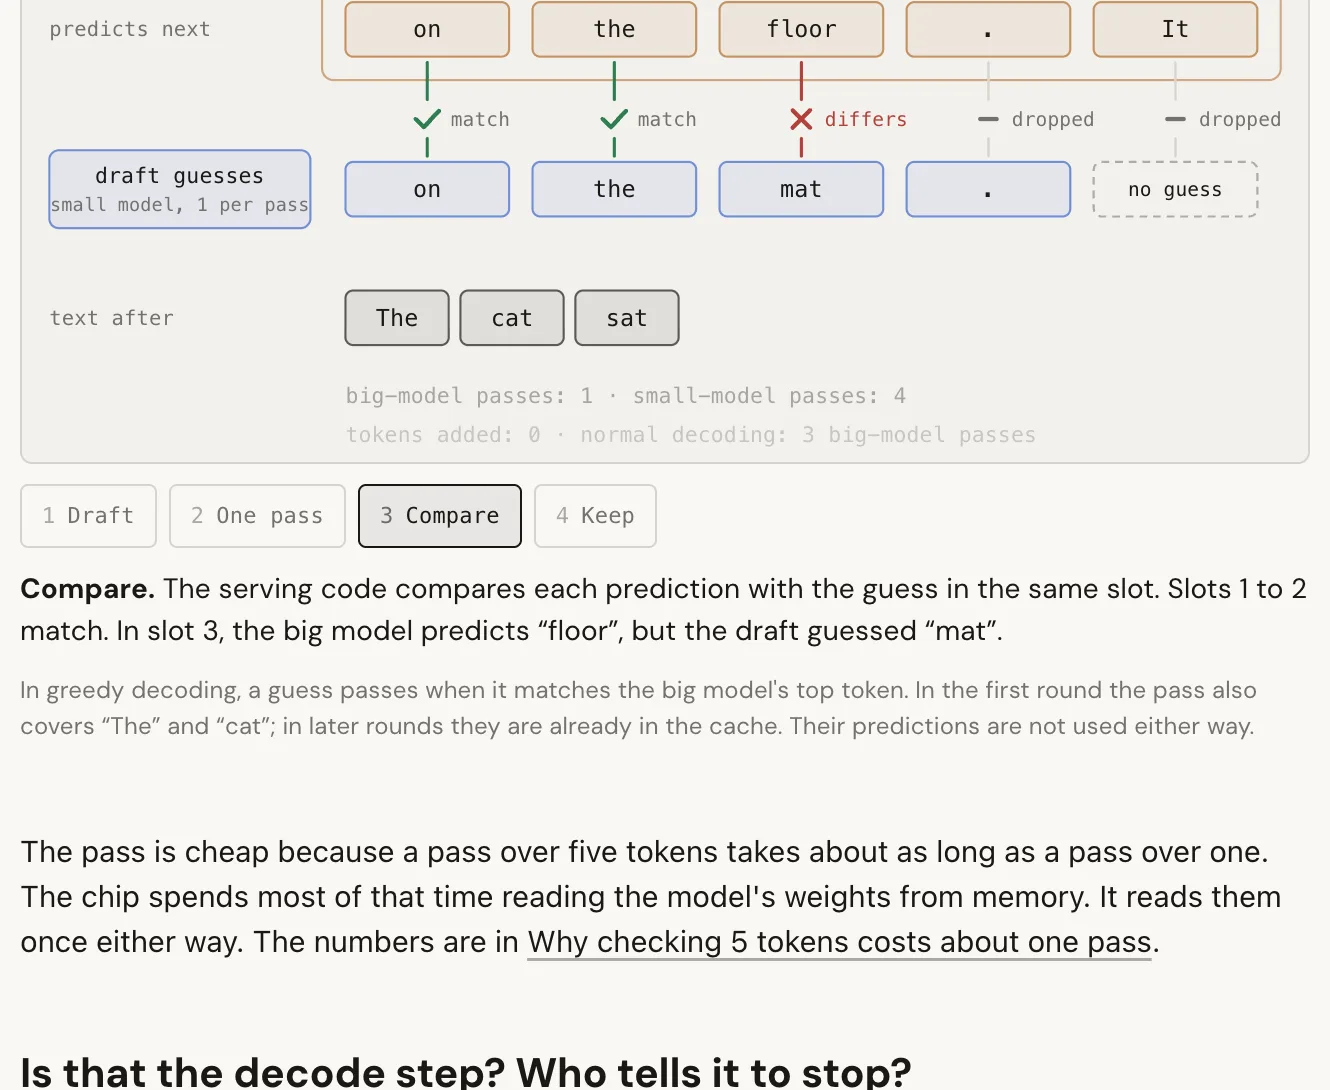 predicts next on the floor . It
match match differs dropped dropped
draft guesses
small model, 1 per pass
on the mat . no guess
text after The cat sat
big-model passes: 1 · small-model passes: 4
tokens added: 0 · normal decoding: 3 big-model passes
1 Draft 2 One pass 3 Compare 4 Keep
Compare. The serving code compares each prediction with the guess in the same slot. Slots 1 to 2
match. In slot 3, the big model predicts “floor”, but the draft guessed “mat”.
In greedy decoding, a guess passes when it matches the big model's top token. In the first round the pass also
covers “The” and “cat”; in later rounds they are already in the cache. Their predictions are not used either way.
The pass is cheap because a pass over five tokens takes about as long as a pass over one.
The chip spends most of that time reading the model's weights from memory. It reads them
once either way. The numbers are in Why checking 5 tokens costs about one pass.
Is that the decode step? Who tells it to stop?